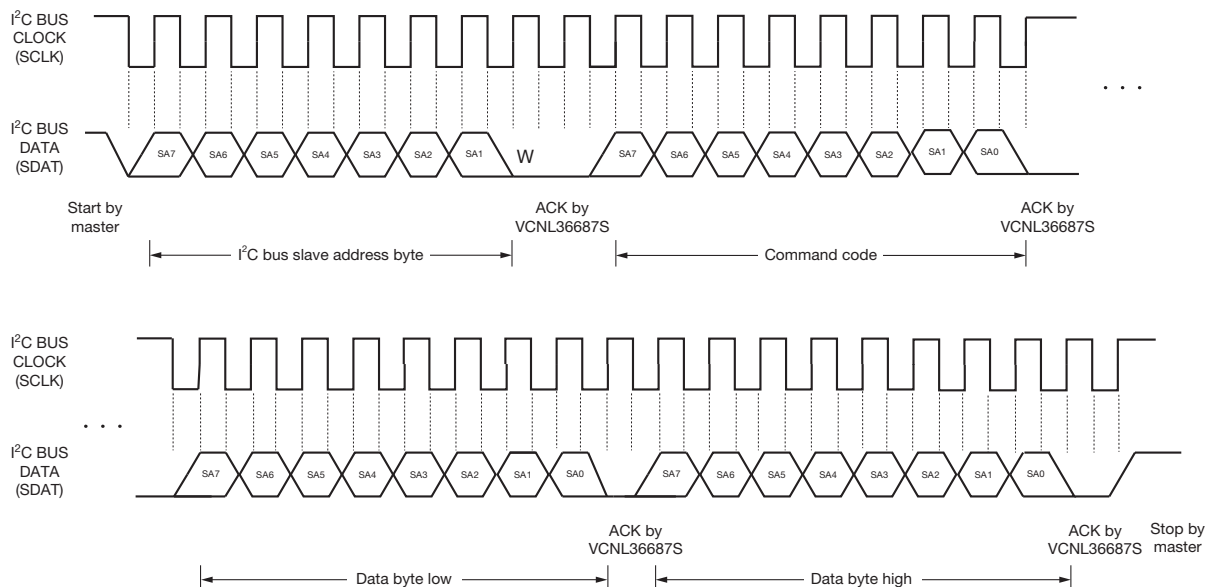 I²C BUS
CLOCK
(SCLK)
. . .
I²C BUS
DATA
(SDAT)
SA7 SA6 SA5 SA4 SA3 SA2 SA1 W SA7 SA6 SA5 SA4 SA3 SA2 SA1 SA0
Start by
master
ACK by
VCNL36687S
ACK by
VCNL36687S
I²C bus slave address byte
Command code
I²C BUS
CLOCK
(SCLK)
. . .
I²C BUS
DATA
(SDAT)
SA7 SA6 SA5 SA4 SA3 SA2 SA1 SA0 SA7 SA6 SA5 SA4 SA3 SA2 SA1 SA0
ACK by
VCNL36687S
ACK by
VCNL36687S
Stop by
master
Data byte low
Data byte high